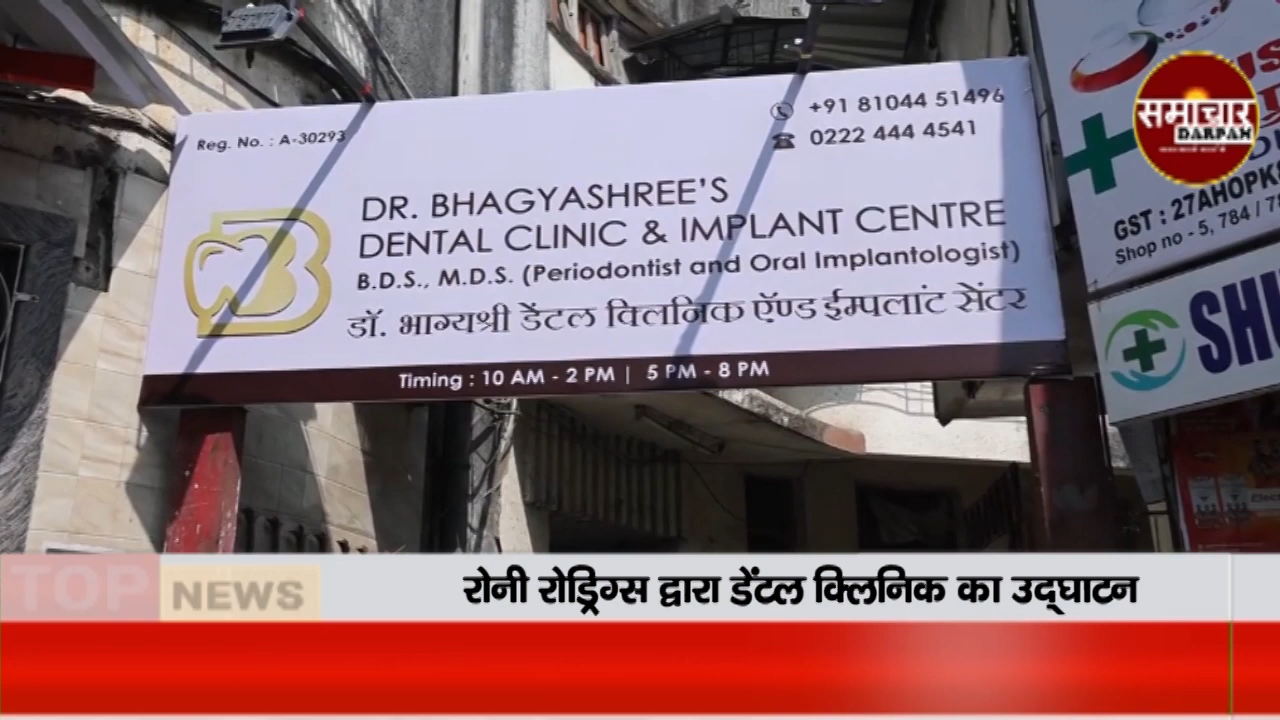 Reg. No. : A-30293
+91 81044 51496
0222 444 4541
DR. BHAGYASHREE'S
DENTAL CLINIC & IMPLANT CENTRE
B.D.S., M.D.S. (Periodontist and Oral Implantologist)
डॉ. भाग्यश्री डेंटल क्लिनिक ऍण्ड ईम्पलांट सेंटर
Timing : 10 AM - 2 PM | 5 PM - 8 PM
समाचार
DARPAN
GST : 27AHOPK
Shop no - 5, 784 /
SHU
TOP NEWS
रोनी रोड्रिग्स द्वारा डेंटल क्लिनिक का उद्घाटन